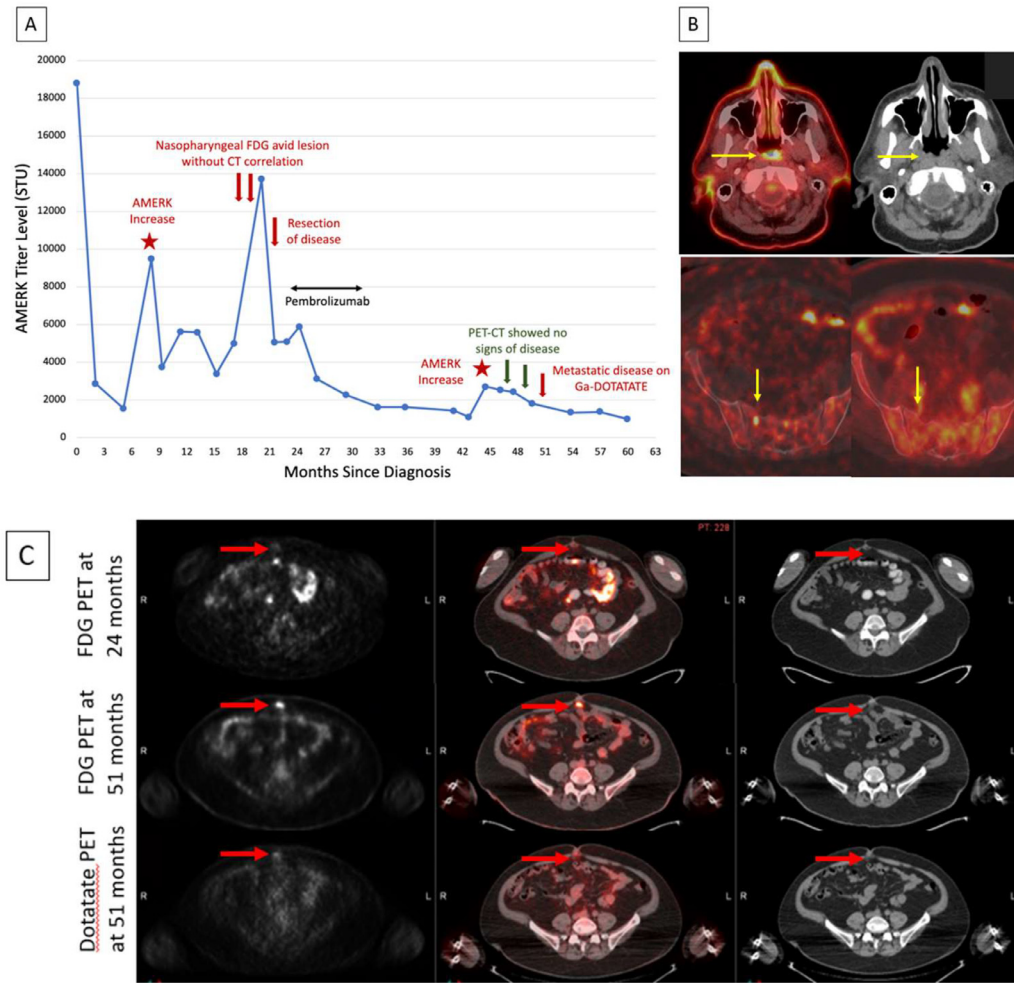 A
B
20000
18000
16000
14000
12000
10000
8000
6000
4000
2000
0
AMERK Titer Level (STU)
0 3 6 9 12 15 18 21 24 27 30 33 36 39 42 45 48 51 54 57 60 63
Months Since Diagnosis
AMERK
Increase
Nasopharyngeal FDG avid lesion
without CT correlation
Resection
of disease
Pembrolizumab
AMERK
Increase
PET-CT showed no
signs of disease
Metastatic disease on
Ga-DOTATATE
C
FDG PET at
24 months
FDG PET at
51 months
Dotatate PET
at 51 months
PT: 228
R L R L R L
R L R L R L
R L R L R L